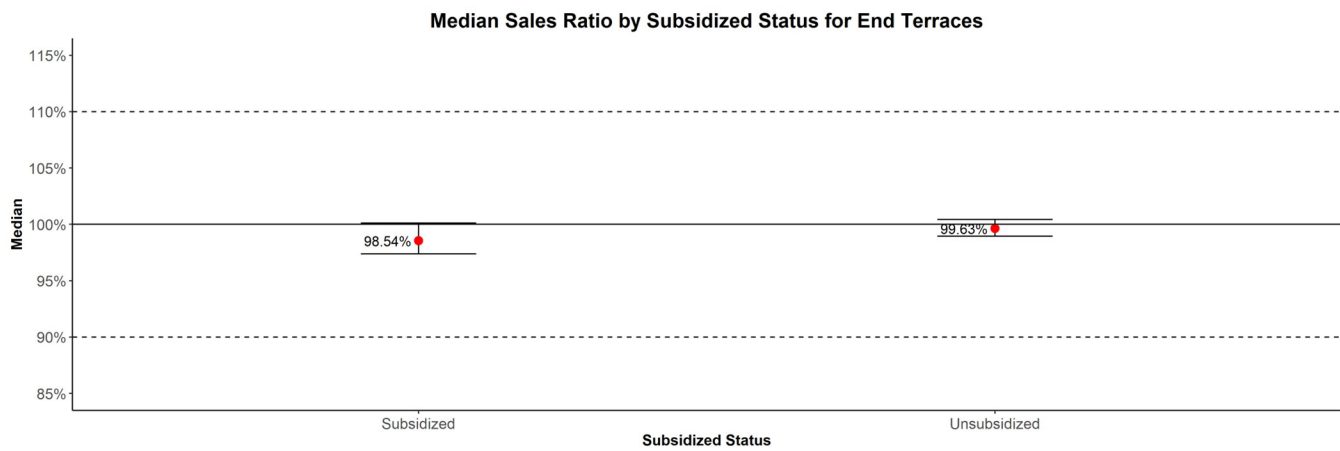 Median Sales Ratio by Subsidized Status for End Terraces
115%
110%
105%
100%
95%
90%
85%
Median
98.54%
99.63%
Subsidized
Unsubsidized
Subsidized Status